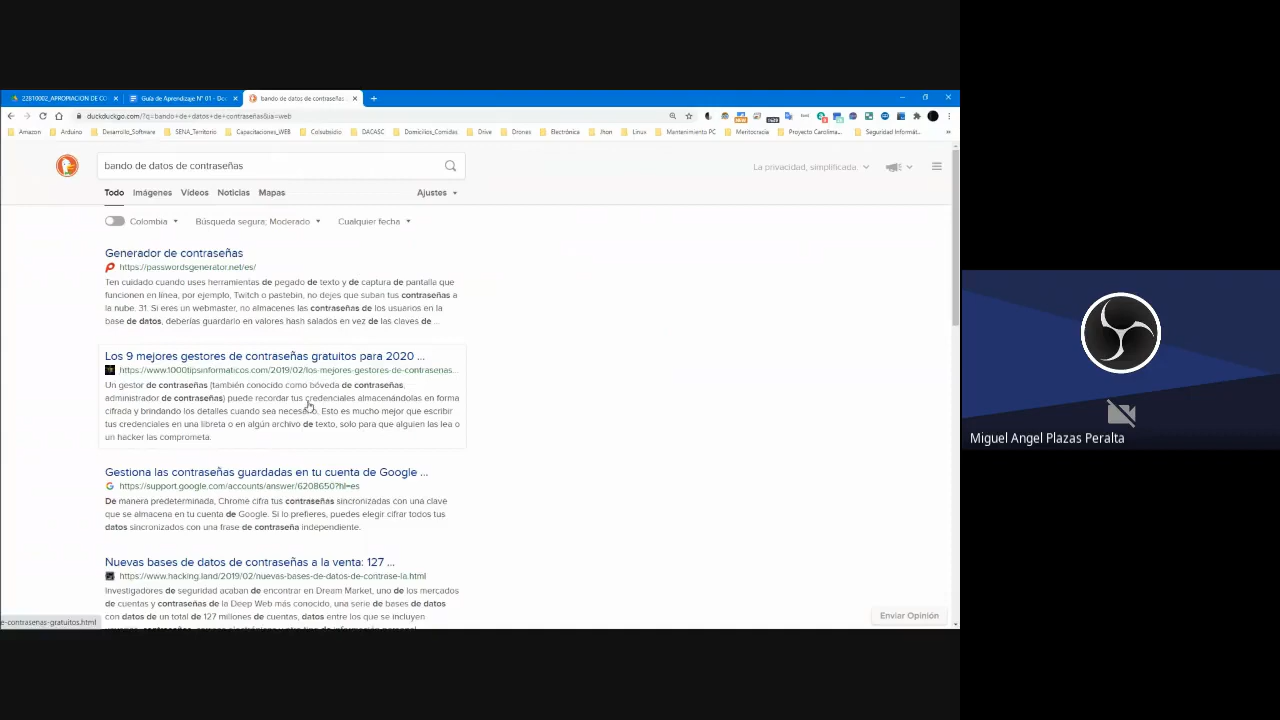 22810002_APROPIACION DE CO
Guía de Aprendizaje N° 01 - Do
bando de datos de contraseñas
duckduckgo.com/?q=bando+de+datos+de+contraseñas&ia=web
Amazon
Arduino
Desarrollo_Software
SENA_Territorio
Capacitaciones_WEB
Colsubsidio
DACASC
Domicilios_Comidas
Drive
Drones
Electrónica
Jhon
Linux
Mantenimiento PC
Meritocracia
Proyecto Carolima...
Seguridad Informát...
bando de datos de contraseñas
La privacidad, simplificada.
Todo Imágenes Vídeos Noticias Mapas Ajustes
Colombia Búsqueda segura: Moderado Cualquier fecha
Generador de contraseñas
https://passwordsgenerator.net/es/
Ten cuidado cuando uses herramientas de pegado de texto y de captura de pantalla
que funcionen en línea, por ejemplo, Twitch o pastebin, no dejes que suban tus contraseñas a
la nube. 31. Si eres un webmaster, no almacenes las contraseñas de los usuarios en la
base de datos, deberías guardarlo en valores hash salados en vez de las claves de ...
Los 9 mejores gestores de contraseñas gratuitos para 2020 ...
https://www.1000tipsinformaticos.com/2019/02/los-mejores-gestores-de-contrasenas...
Un gestor de contraseñas (también conocido como bóveda de contraseñas,
administrador de contraseñas) puede recordar tus credenciales almacenándolas en forma
cifrada y brindando los detalles cuando sea necesario. Esto es mucho mejor que escribir
tus credenciales en una libreta o en algún archivo de texto, solo para que alguien las lea o
un hacker las comprometa.
Gestiona las contraseñas guardadas en tu cuenta de Google ...
https://support.google.com/accounts/answer/6208650?hl=es
De manera predeterminada, Chrome cifra tus contraseñas sincronizadas con una clave
que se almacena en tu cuenta de Google. Si lo prefieres, puedes elegir cifrar todos tus
datos sincronizados con una frase de contraseña independiente.
Nuevas bases de datos de contraseñas a la venta: 127 ...
https://www.hacking.land/2019/02/nuevas-bases-de-datos-de-contrase-la.html
Investigadores de seguridad acaban de encontrar en Dream Market, uno de los mercados
de cuentas y contraseñas de la Deep Web más conocido, una serie de bases de datos
con datos de un total de 127 millones de cuentas, datos entre los que se incluyen
Enviar Opinión
e-contrasenas-gratuitos.html
Miguel Angel Plazas Peralta